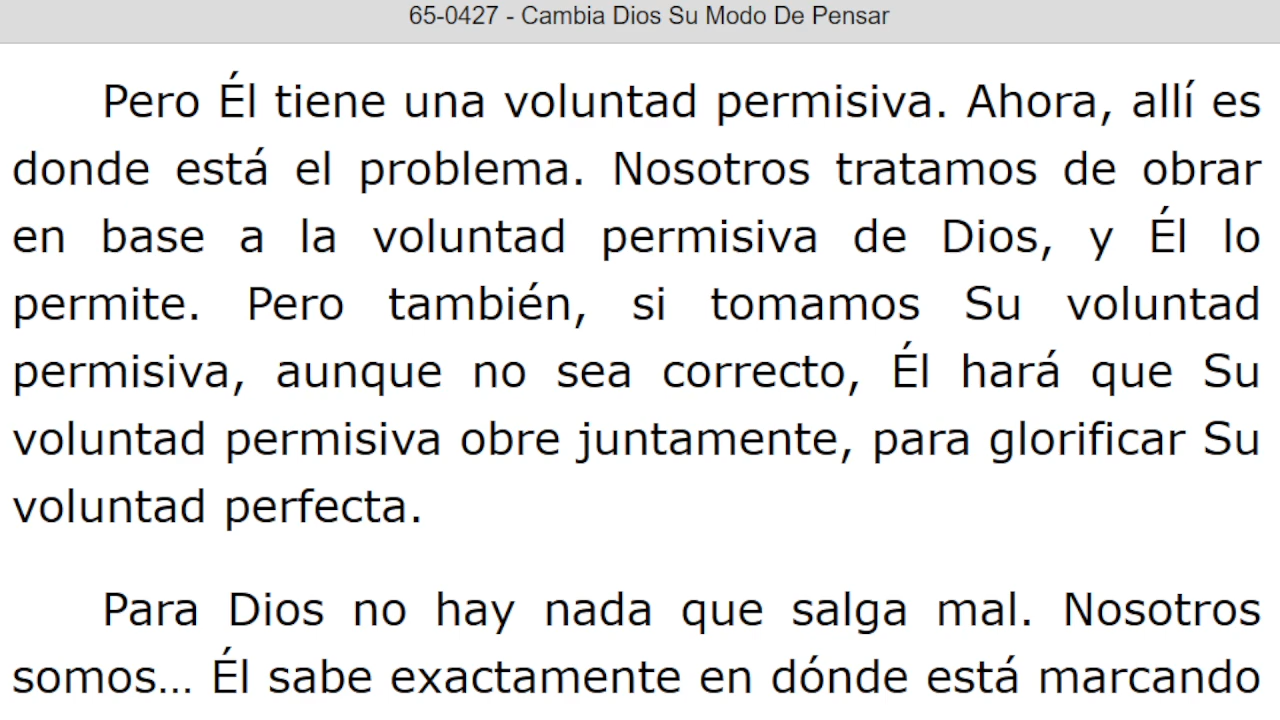 65-0427 - Cambia Dios Su Modo De Pensar
Pero Él tiene una voluntad permisiva. Ahora, allí es
donde está el problema. Nosotros tratamos de obrar
en base a la voluntad permisiva de Dios, y Él lo
permite. Pero también, si tomamos Su voluntad
permisiva, aunque no sea correcto, Él hará que Su
voluntad permisiva obre juntamente, para glorificar Su
voluntad perfecta.
Para Dios no hay nada que salga mal. Nosotros
somos... Él sabe exactamente en dónde está marcando